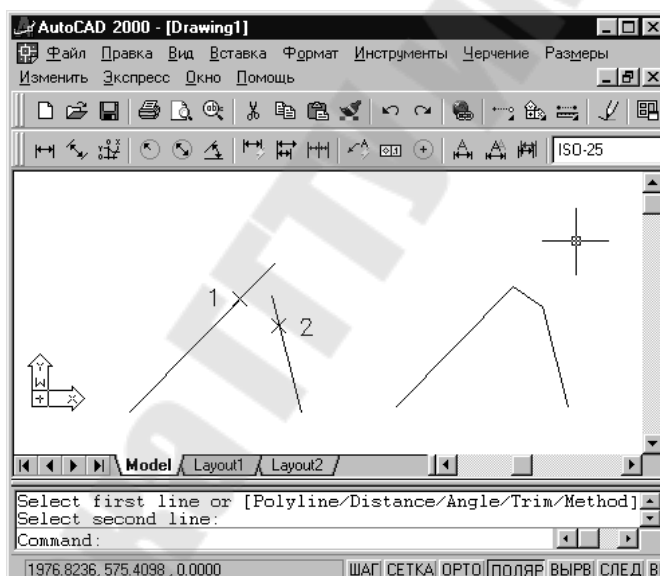 AutoCAD 2000 - [Drawing1]
Файл Правка Вид Вставка Формат Инструменты Черчение Размеры
Изменить Экспресс Окно Помощь
ISO-25
1
2
Y
W
X
Model Layout1 Layout2
Select first line or [Polyline/Distance/Angle/Trim/Method]
Select second line:
Command:
1976.8236, 575.4098 , 0.0000 ШАГ СЕТКА ОРТО ПОЛЯР ВЫРВ СЛЕД В